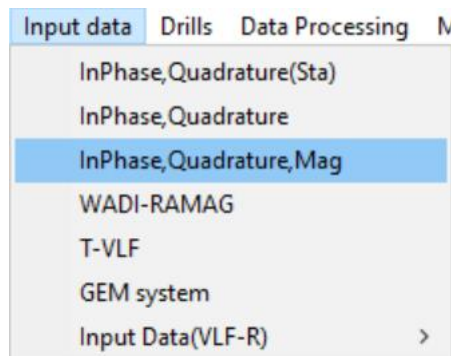 Input data Drills Data Processing
InPhase,Quadrature(Sta)
InPhase,Quadrature
InPhase,Quadrature,Mag
WADI-RAMAG
T-VLF
GEM system
Input Data(VLF-R) >